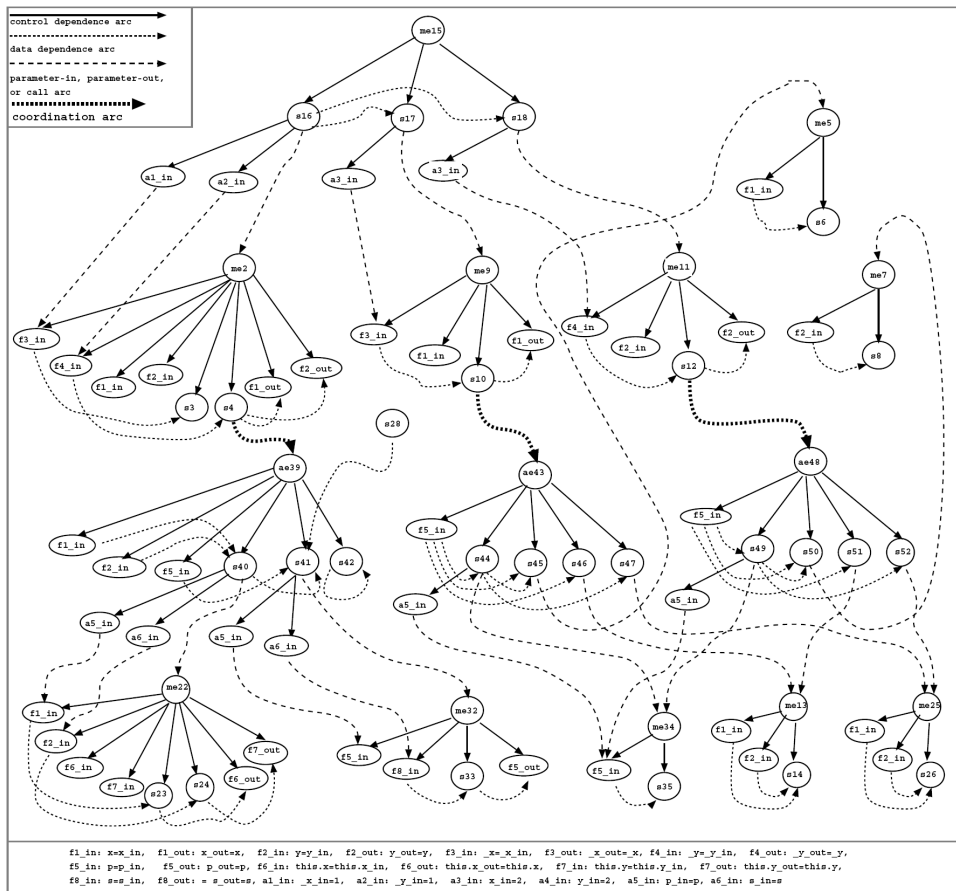 control dependence arc
data dependence arc
parameter-in, parameter-out,
or call arc
coordination arc
me15
s16 s17 s18
me5
a1_in a2_in a3_in a3_in
f1_in
s6
me2 me9 me11 me7
f3_in f4_in f1_in f2_in s3 s4 f1_out f2_out
f3_in f1_in s10 f1_out
f4_in f2_in s12 f2_out
f2_in s8
s28
ae39 ae43 ae48
f1_in f2_in f5_in s40 s41 s42
f5_in s44 s45 s46 s47
f5_in s49 s50 s51 s52
a5_in a6_in a5_in a6_in a5_in a5_in
me22 me32 me34 me13 me25
f1_in f2_in f6_in f7_in s23 s24 f6_out f7_out
f5_in f8_in s33 f5_out
f5_in s35
f1_in f2_in s14
f1_in f2_in s26
f1_in: x=x_in, f1_out: x_out=x, f2_in: y=y_in, f2_out: y_out=y, f3_in: _x=_x_in, f3_out: _x_out=_x, f4_in: _y=_y_in, f4_out: _y_out=_y,
f5_in: p=p_in, f5_out: p_out=p, f6_in: this.x=this.x_in, f6_out: this.x_out=this.x, f7_in: this.y=this.y_in, f7_out: this.y_out=this.y,
f8_in: s=s_in, f8_out: = s_out=s, a1_in: _x_in=1, a2_in: _y_in=1, a3_in: x_in=2, a4_in: y_in=2, a5_in: p_in=p, a6_in: s_in=s